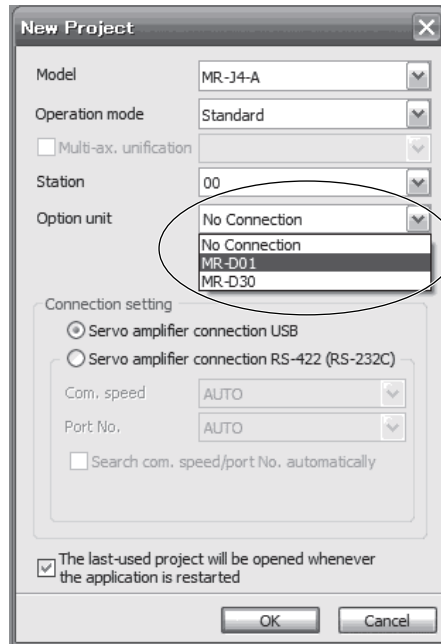 New Project
Model MR-J4-A
Operation mode Standard
Multi-ax. unification
Station 00
Option unit No Connection
No Connection
MR-D01
MR-D30
Connection setting
Servo amplifier connection USB
Servo amplifier connection RS-422 (RS-232C)
Com. speed AUTO
Port No. AUTO
Search com. speed/port No. automatically
The last-used project will be opened whenever
the application is restarted
OK Cancel